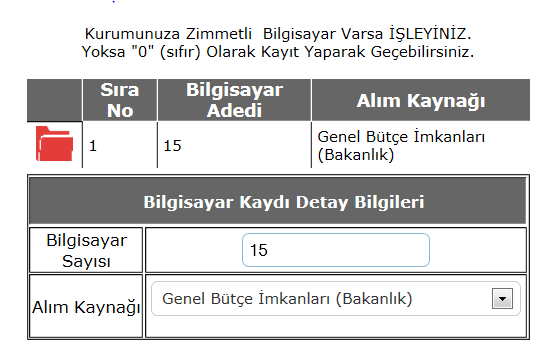 Kurumunuza Zimmetli Bilgisayar Varsa İŞLEYİNİZ.
Yoksa "0" (sıfır) Olarak Kayıt Yaparak Geçebilirsiniz.
Sıra No
Bilgisayar Adedi
Alım Kaynağı
1
15
Genel Bütçe İmkanları
(Bakanlık)
Bilgisayar Kaydı Detay Bilgileri
Bilgisayar
Sayısı
15
Alım Kaynağı
Genel Bütçe İmkanları (Bakanlık)